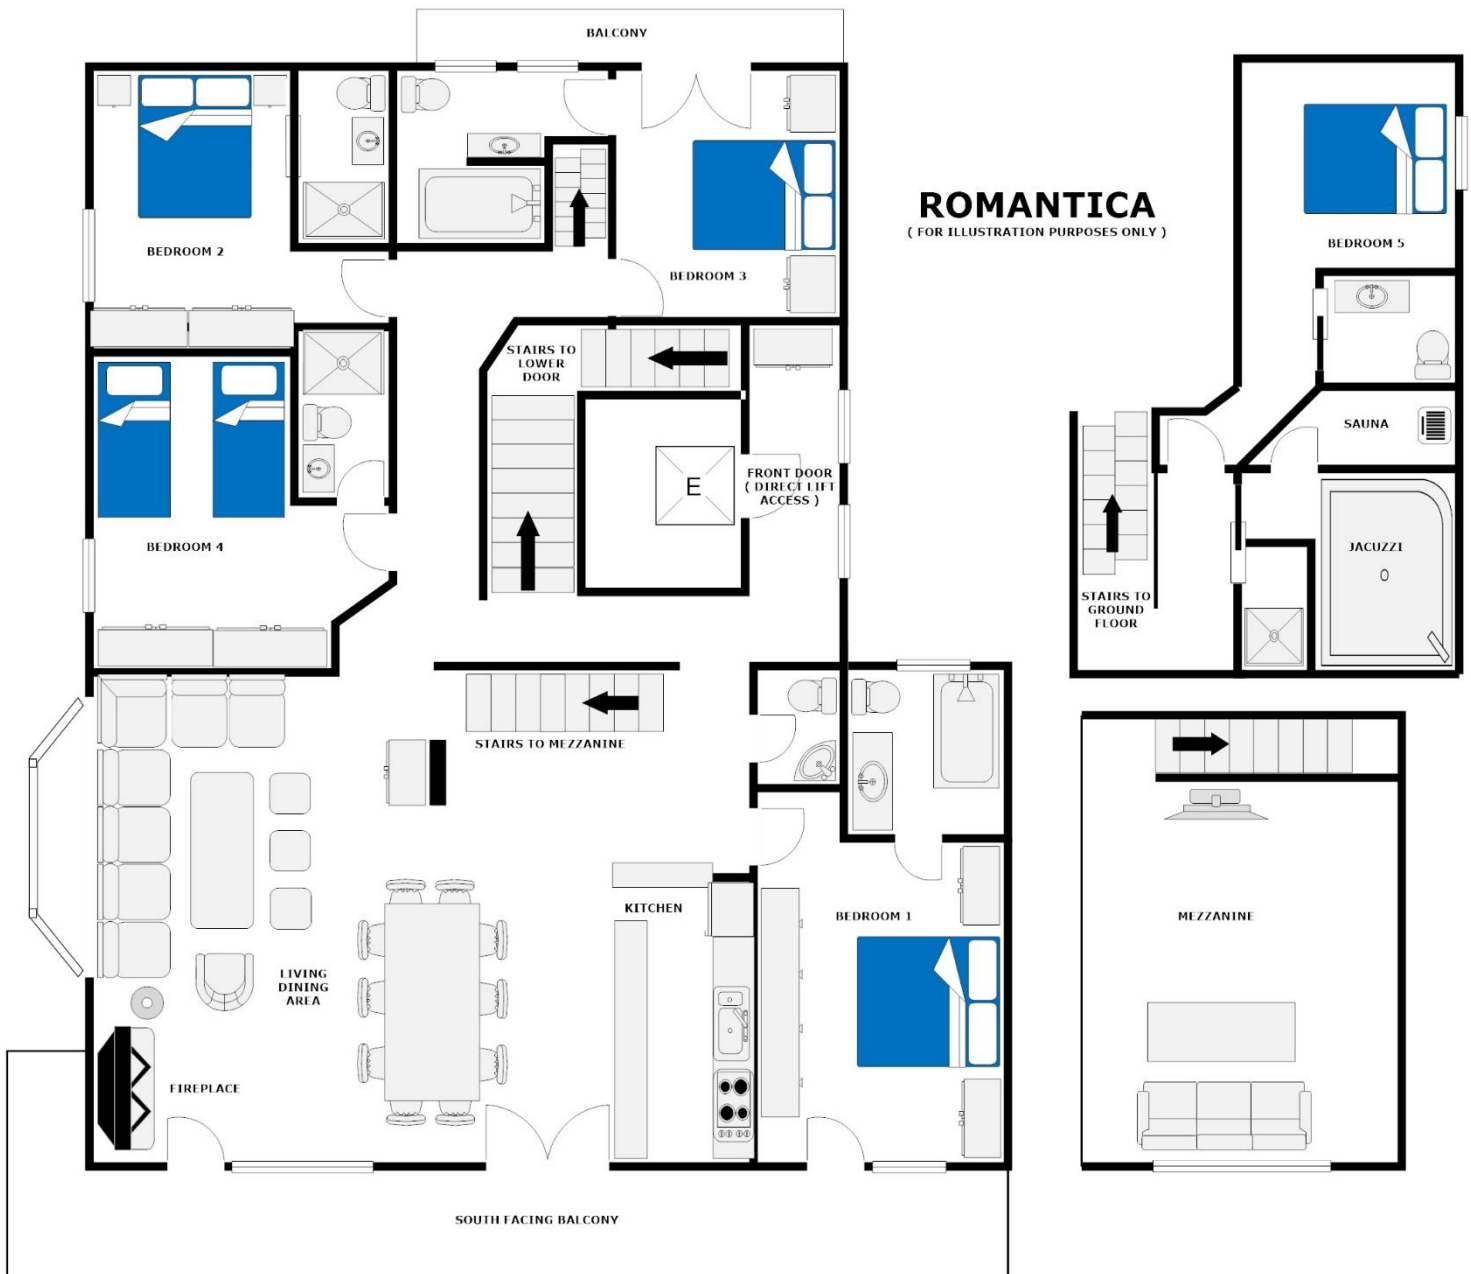 BALCONY
BEDROOM 2
BEDROOM 3
ROMANTICA
( FOR ILLUSTRATION PURPOSES ONLY )
BEDROOM 5
STAIRS TO
LOWER
DOOR
SAUNA
E
FRONT DOOR
( DIRECT LIFT
ACCESS )
BEDROOM 4
JACUZZI
STAIRS TO
GROUND
FLOOR
STAIRS TO MEZZANINE
KITCHEN
BEDROOM 1
MEZZANINE
LIVING
DINING
AREA
FIREPLACE
SOUTH FACING BALCONY